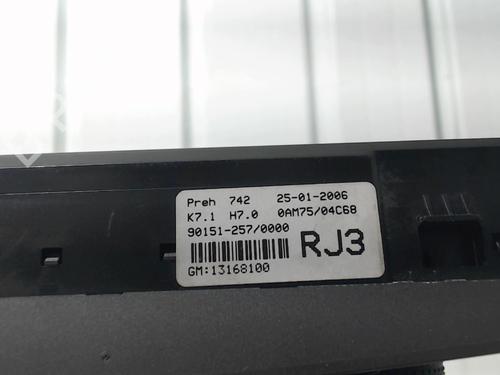 Preh 742 25-01-2006
K7.1 H7.0 0AM75/04C68
90151-257/0000
RJ3
GM:13168100